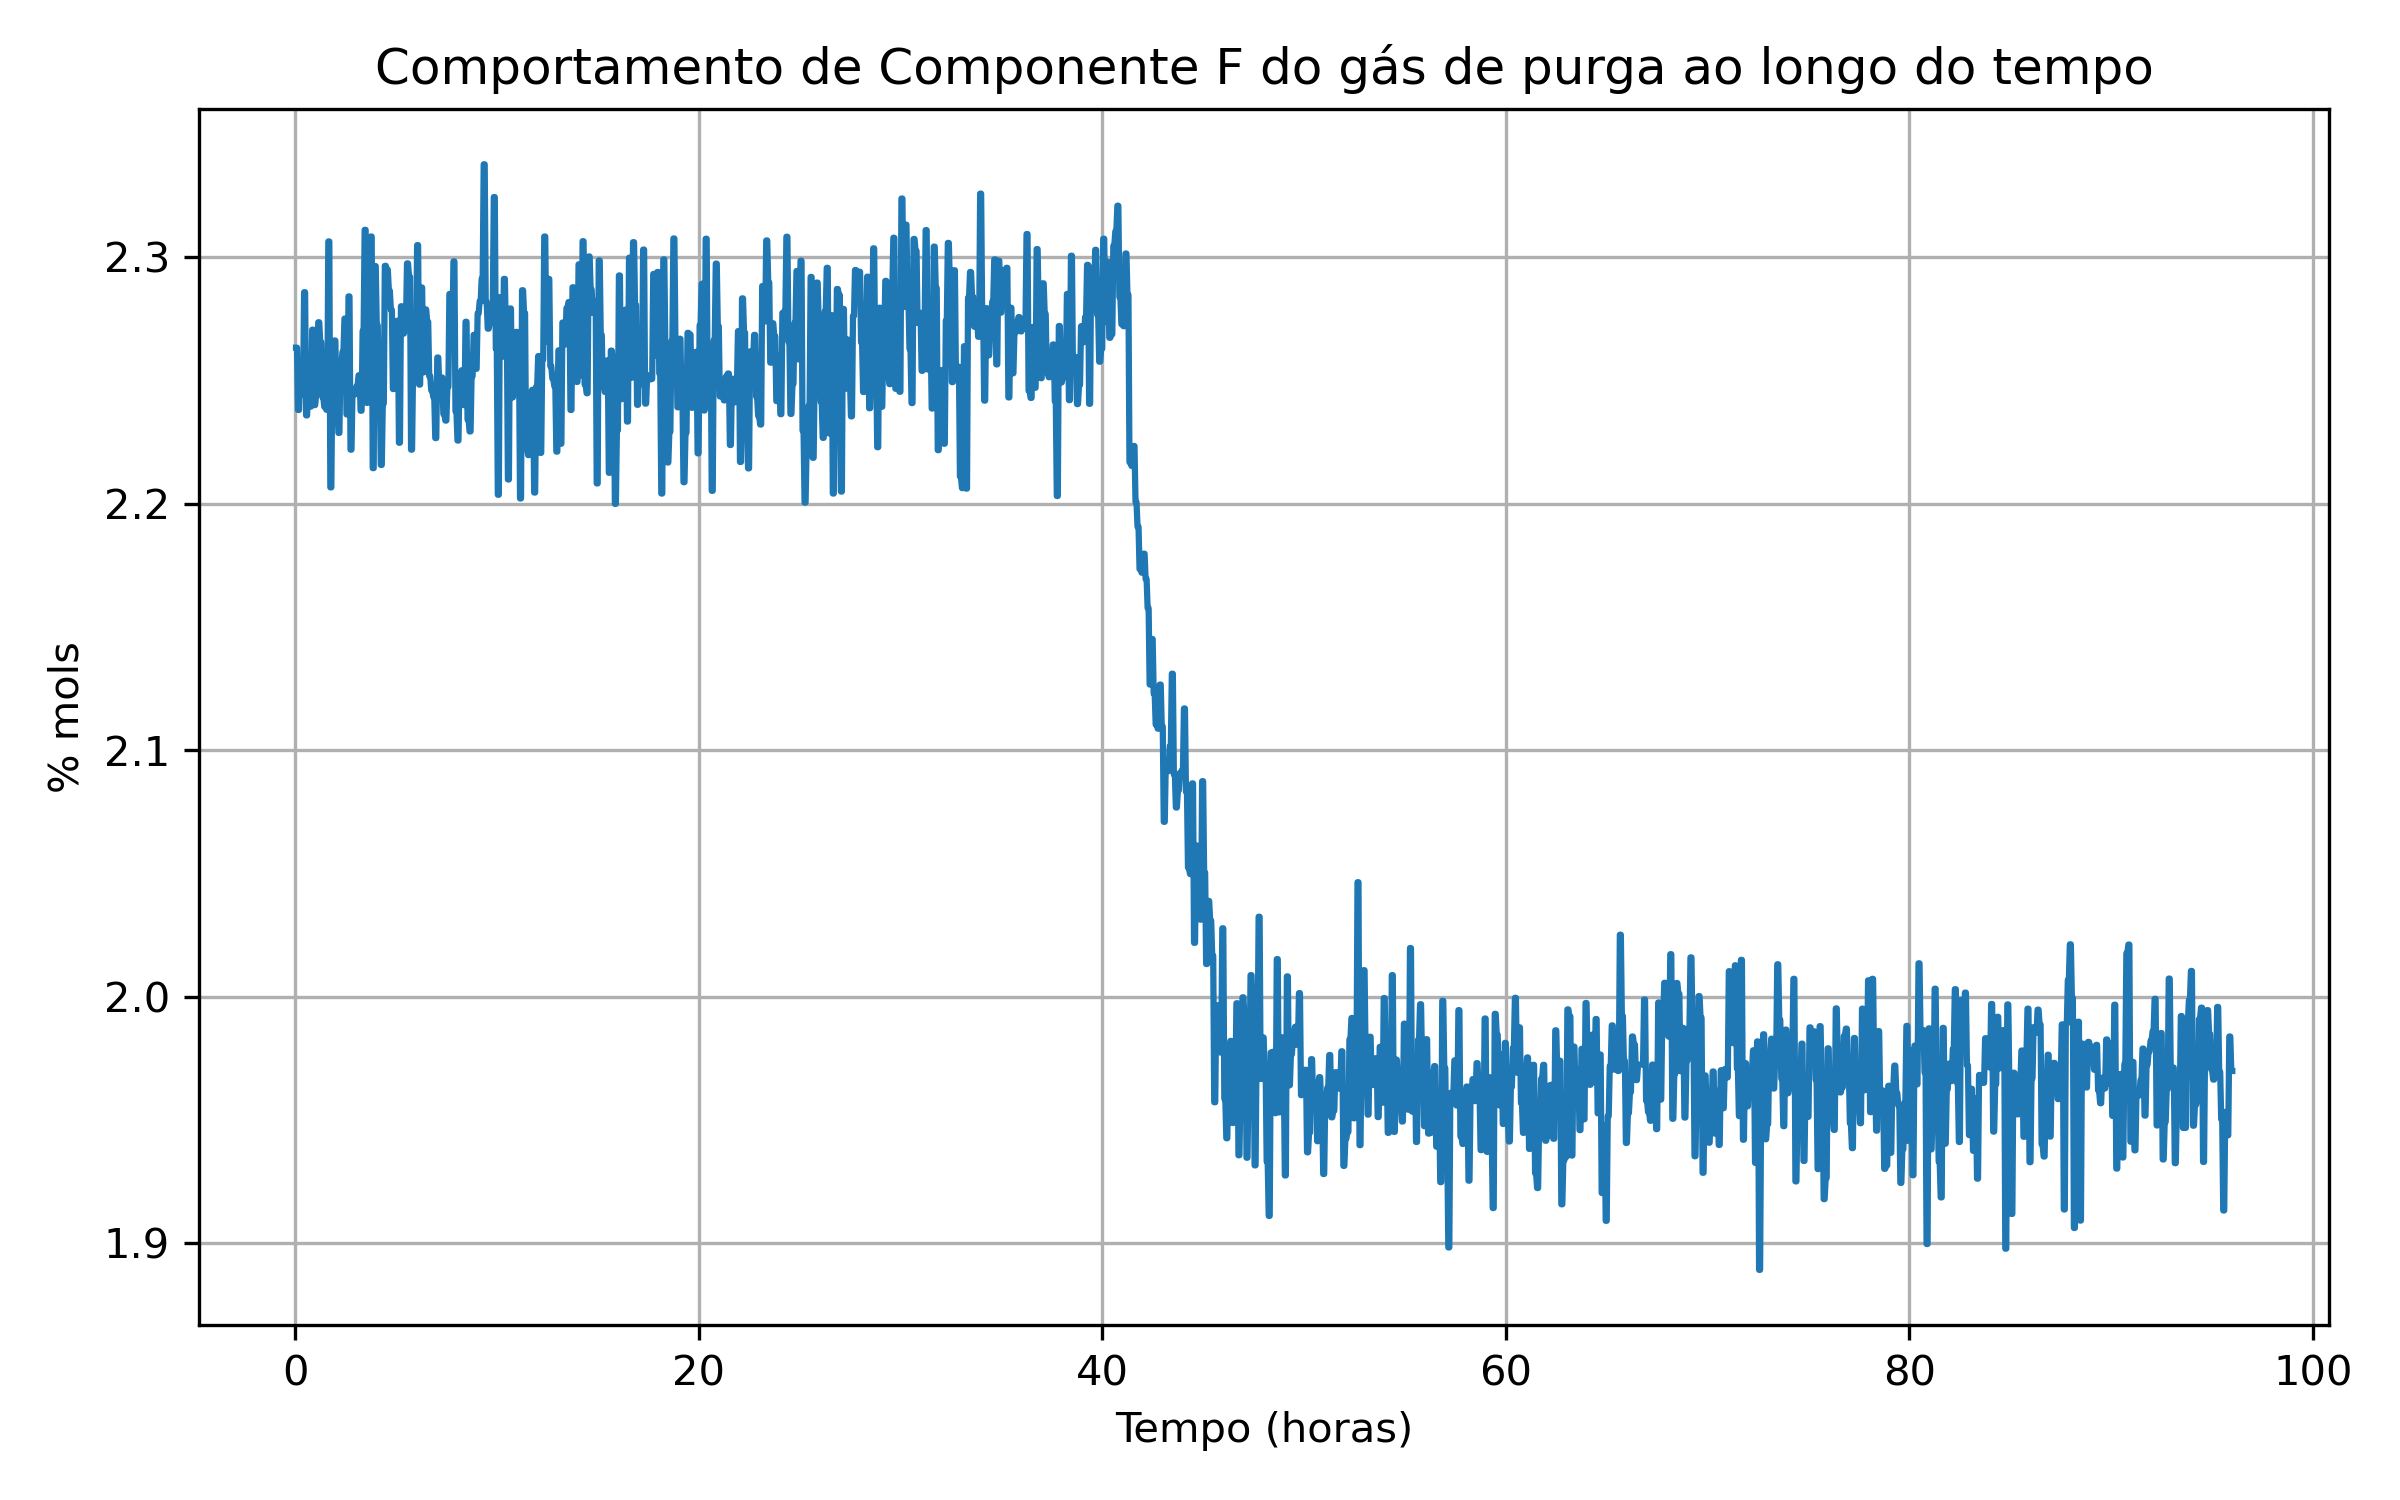 Comportamento de Componente F do gás de purga ao longo do tempo
% mols
2.3
2.2
2.1
2.0
1.9
0 20 40 60 80 100
Tempo (horas)